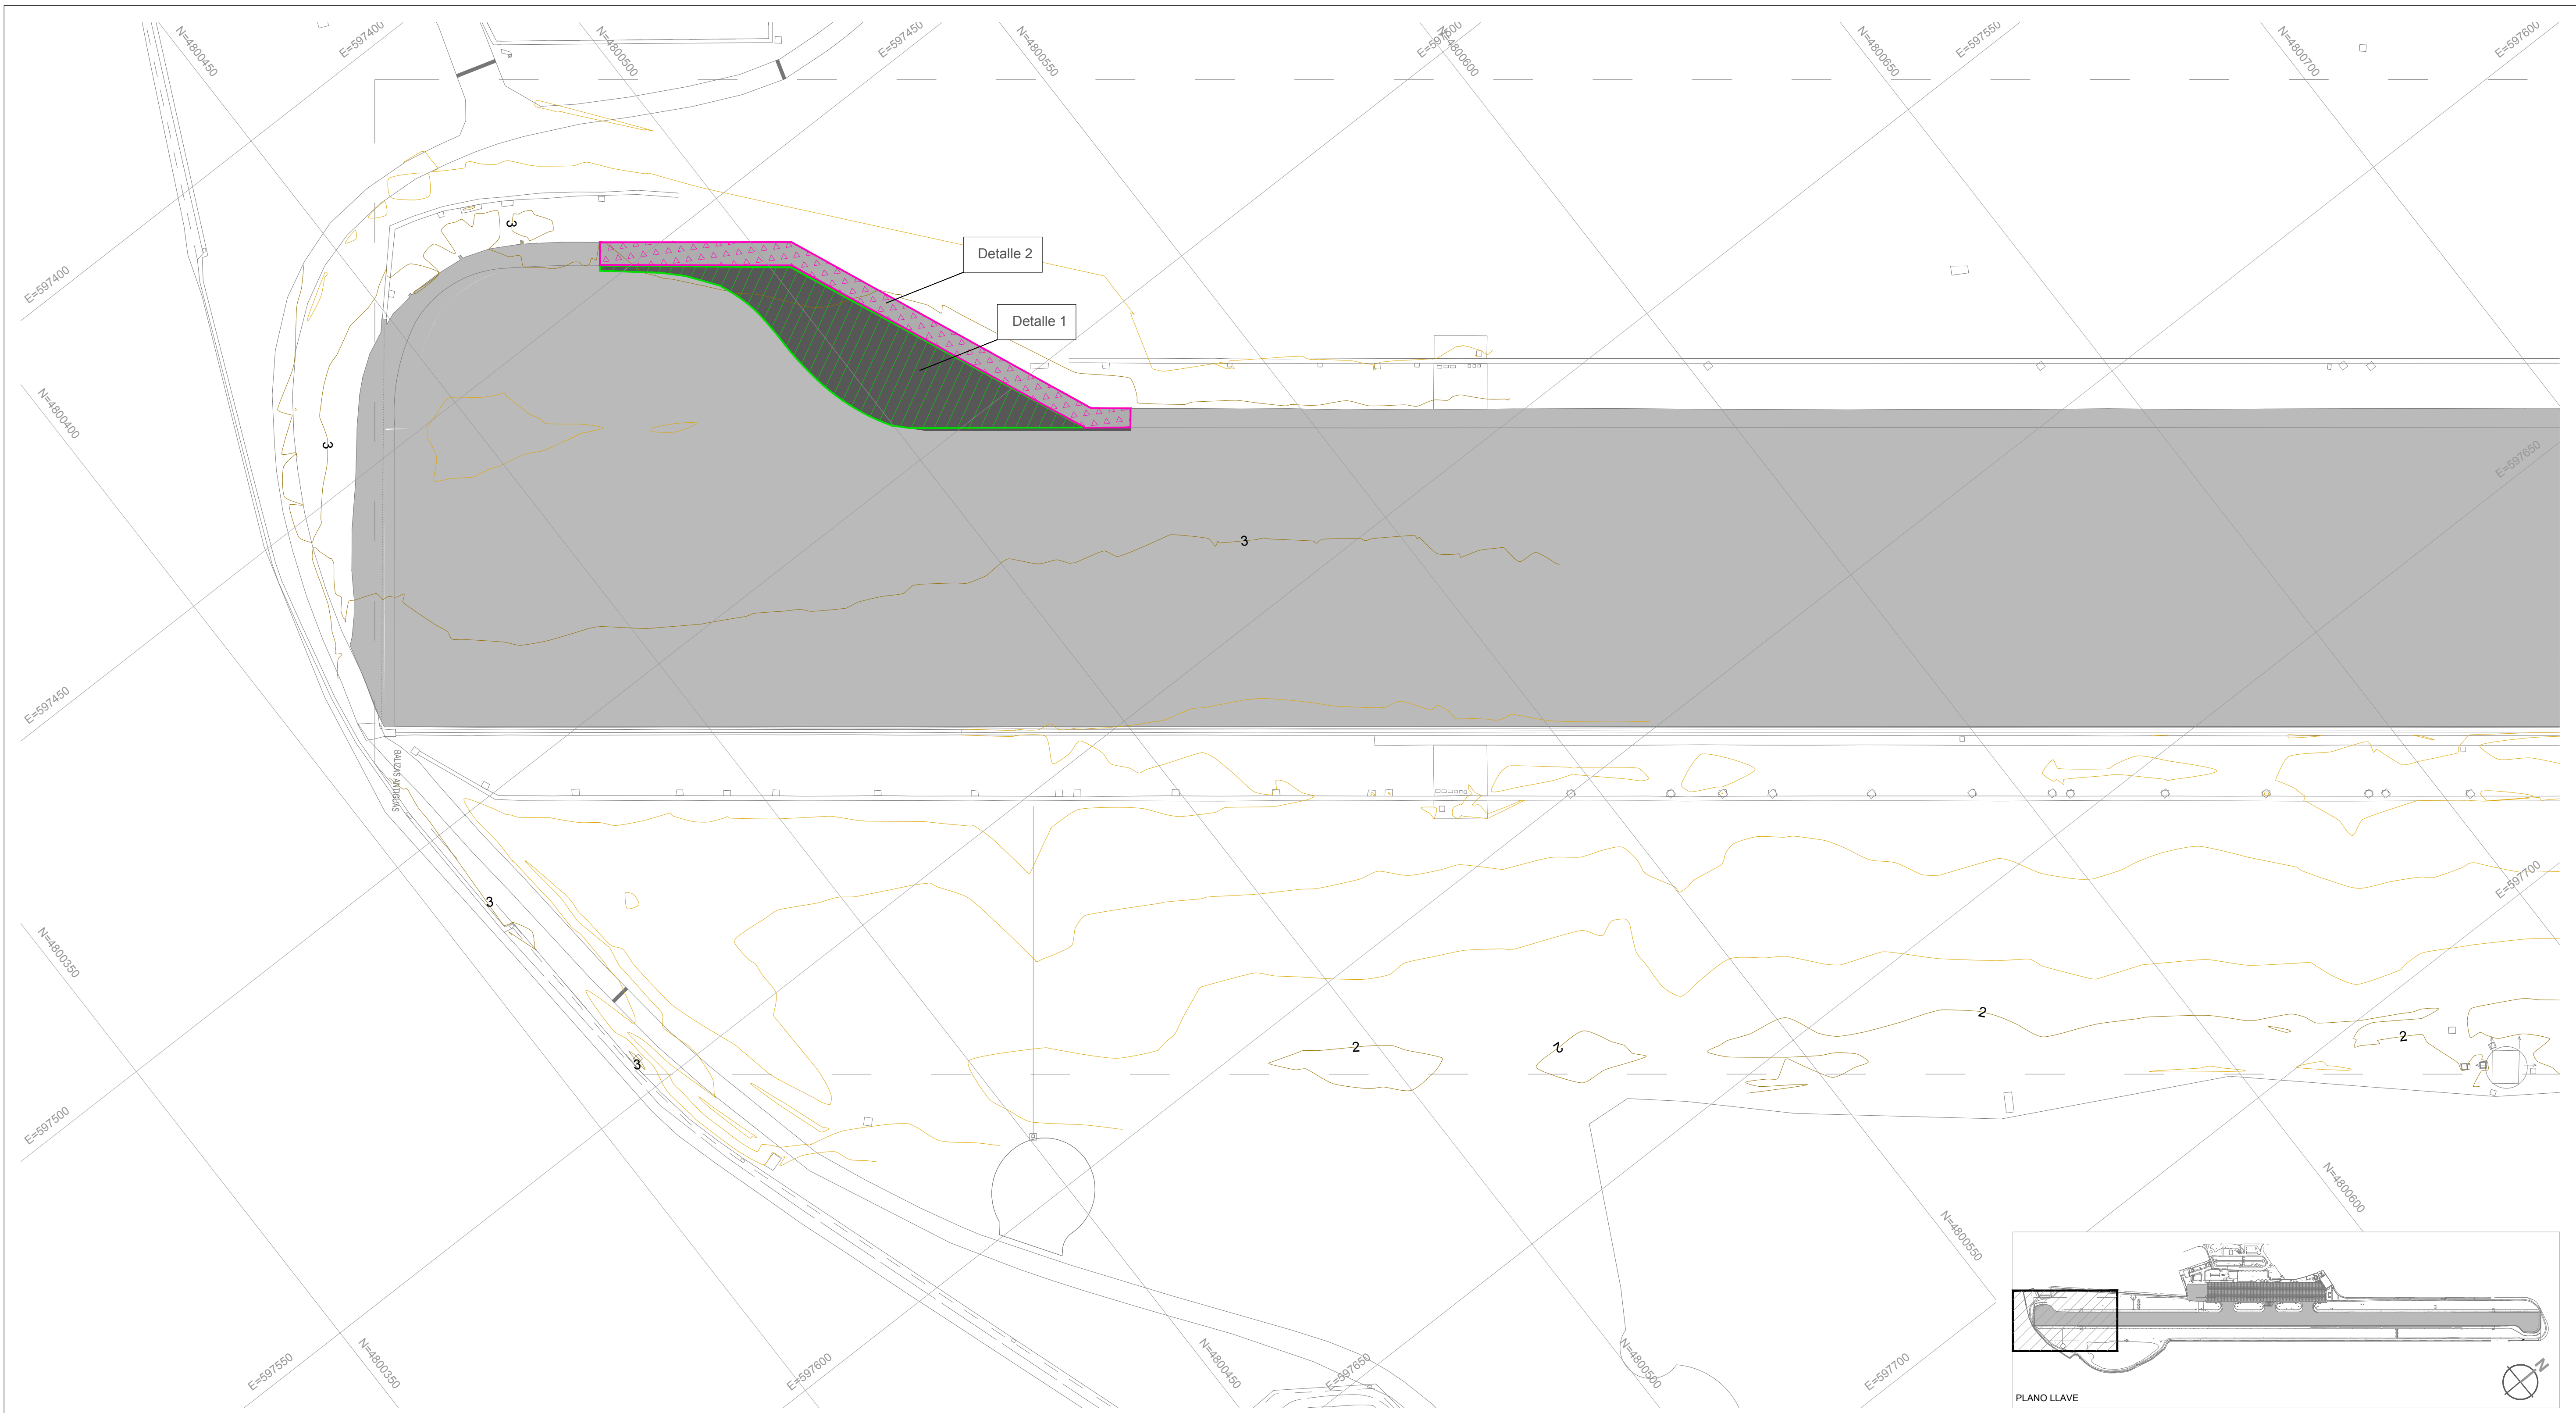 N=4800450
E=597400
N=4800500
E=597450
N=4800550
E=597500
N=4800600
N=4800650
E=597550
N=4800700
E=597600
3
Detalle 2
E=597400
Detalle 1
N=4800400
3
E=597650
3
E=597450
BALIZAS ANTIGUAS
E=597700
3
N=4800350
2
2
2
2
3
E=597500
N=4800600
N=4800550
E=597550
N=4800350
E=597600
N=4800450
E=597650
N=4800500
E=597700
N
PLANO LLAVE